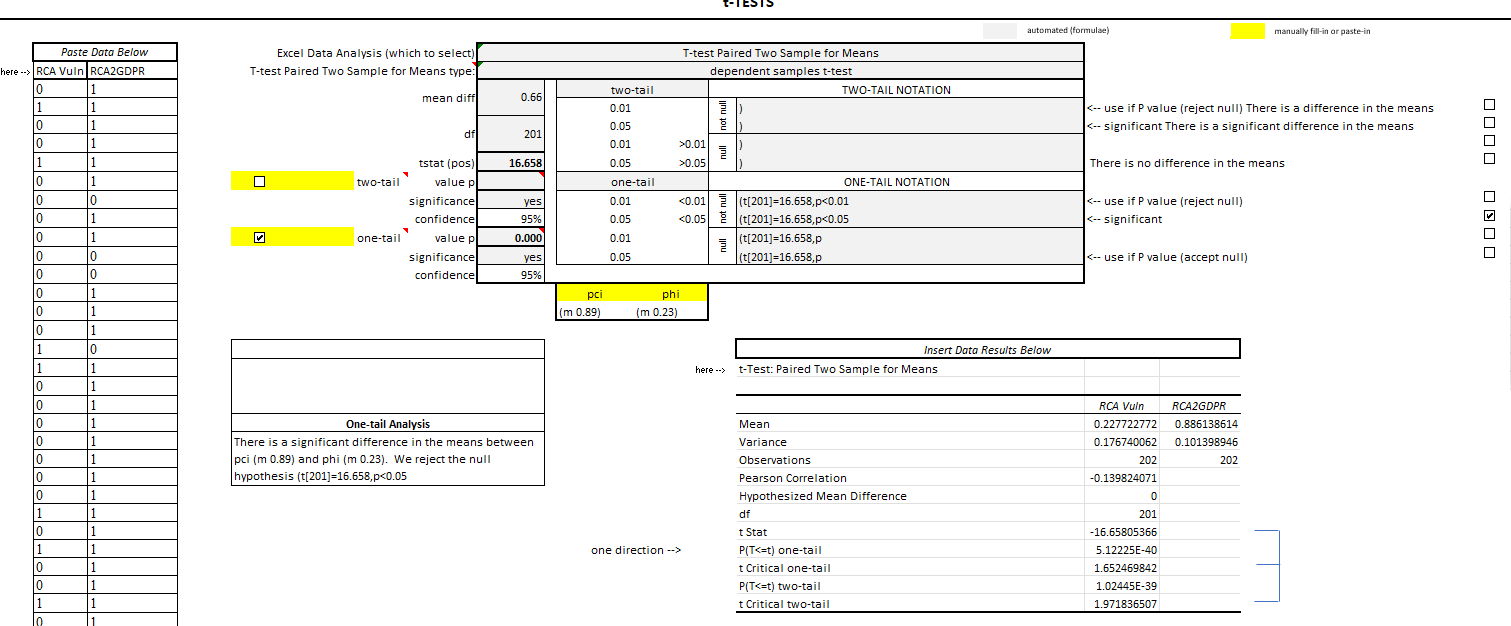 t-TESTS
automated (formulae)
manually fill-in or paste-in
Paste Data Below
Excel Data Analysis (which to select)
T-test Paired Two Sample for Means
here --> RCA Vuln RCA2GDPR
T-test Paired Two Sample for Means type:
dependent samples t-test
0 1
mean diff 0.66
two-tail
TWO-TAIL NOTATION
1 1
0.01 not null )
<-- use if P value (reject null) There is a difference in the means
0 1
df 201
0.05 )
<-- significant There is a significant difference in the means
0 1
0.01 >0.01 null )
1 1
tstat (pos) 16.658
0.05 >0.05 )
There is no difference in the means
0 1
two-tail value p
one-tail
ONE-TAIL NOTATION
0 0
significance yes
0.01 <0.01 not null (t[201]=16.658,p<0.01
<-- use if P value (reject null)
0 1
confidence 95%
0.05 <0.05 (t[201]=16.658,p<0.05
<-- significant
0 1
one-tail value p 0.000
0.01 null (t[201]=16.658,p
0 0
significance yes
0.05 (t[201]=16.658,p
<-- use if P value (accept null)
0 0
confidence 95%
0 1
pci phi
0 1
(m 0.89) (m 0.23)
0 1
1 0
Insert Data Results Below
1 1
here --> t-Test: Paired Two Sample for Means
0 1
0 1
RCA Vuln RCA2GDPR
0 1
One-tail Analysis
Mean 0.227722772 0.886138614
0 1
There is a significant difference in the means between
Variance 0.176740062 0.101398946
0 1
pci (m 0.89) and phi (m 0.23). We reject the null
Observations 202 202
0 1
hypothesis (t[201]=16.658,p<0.05
Pearson Correlation -0.139824071
0 1
Hypothesized Mean Difference 0
1 1
df 201
0 1
t Stat -16.65805366
1 1
one direction -->
P(T<=t) one-tail 5.12225E-40
0 1
t Critical one-tail 1.652469842
0 1
P(T<=t) two-tail 1.02445E-39
1 1
t Critical two-tail 1.971836507
0 1